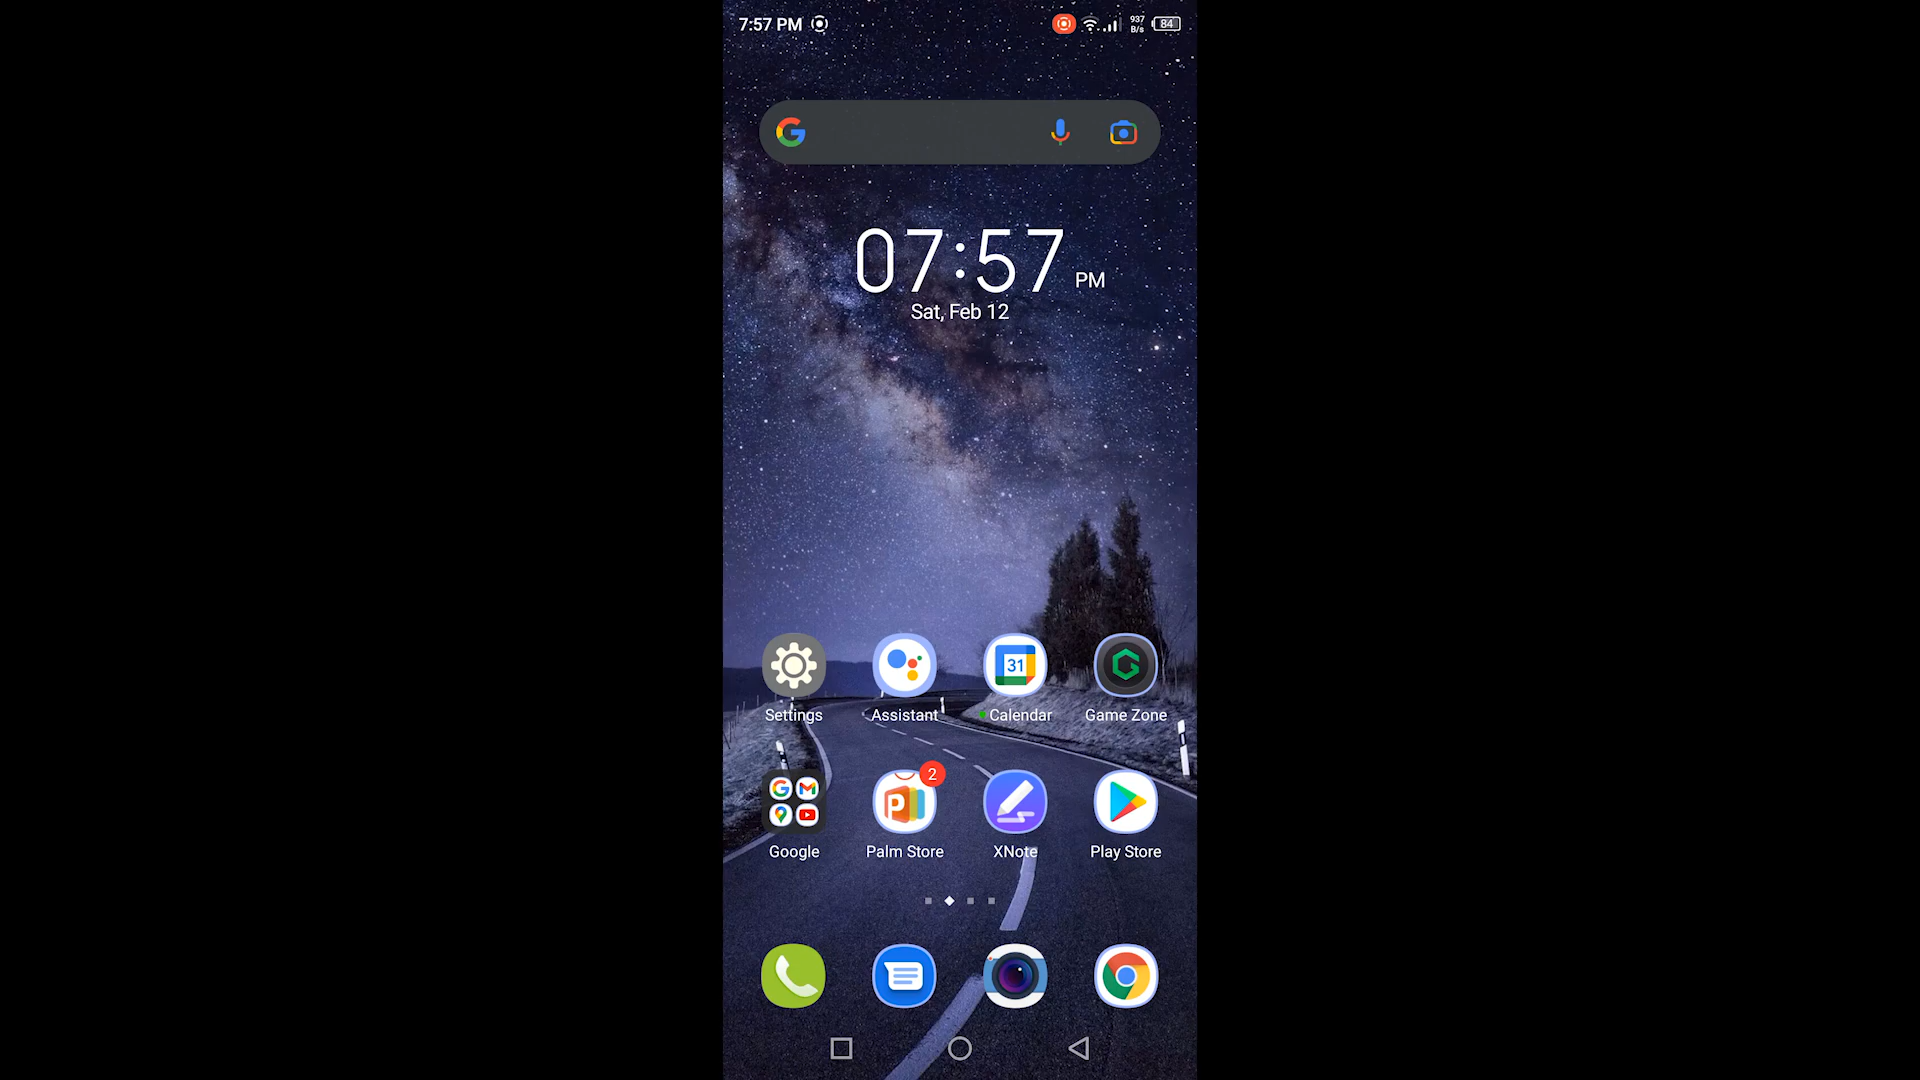 7:57 PM
937
B/s
84
07:57 PM
Sat, Feb 12
31
Settings
Assistant
Calendar
Game Zone
2
P
Google
Palm Store
XNote
Play Store